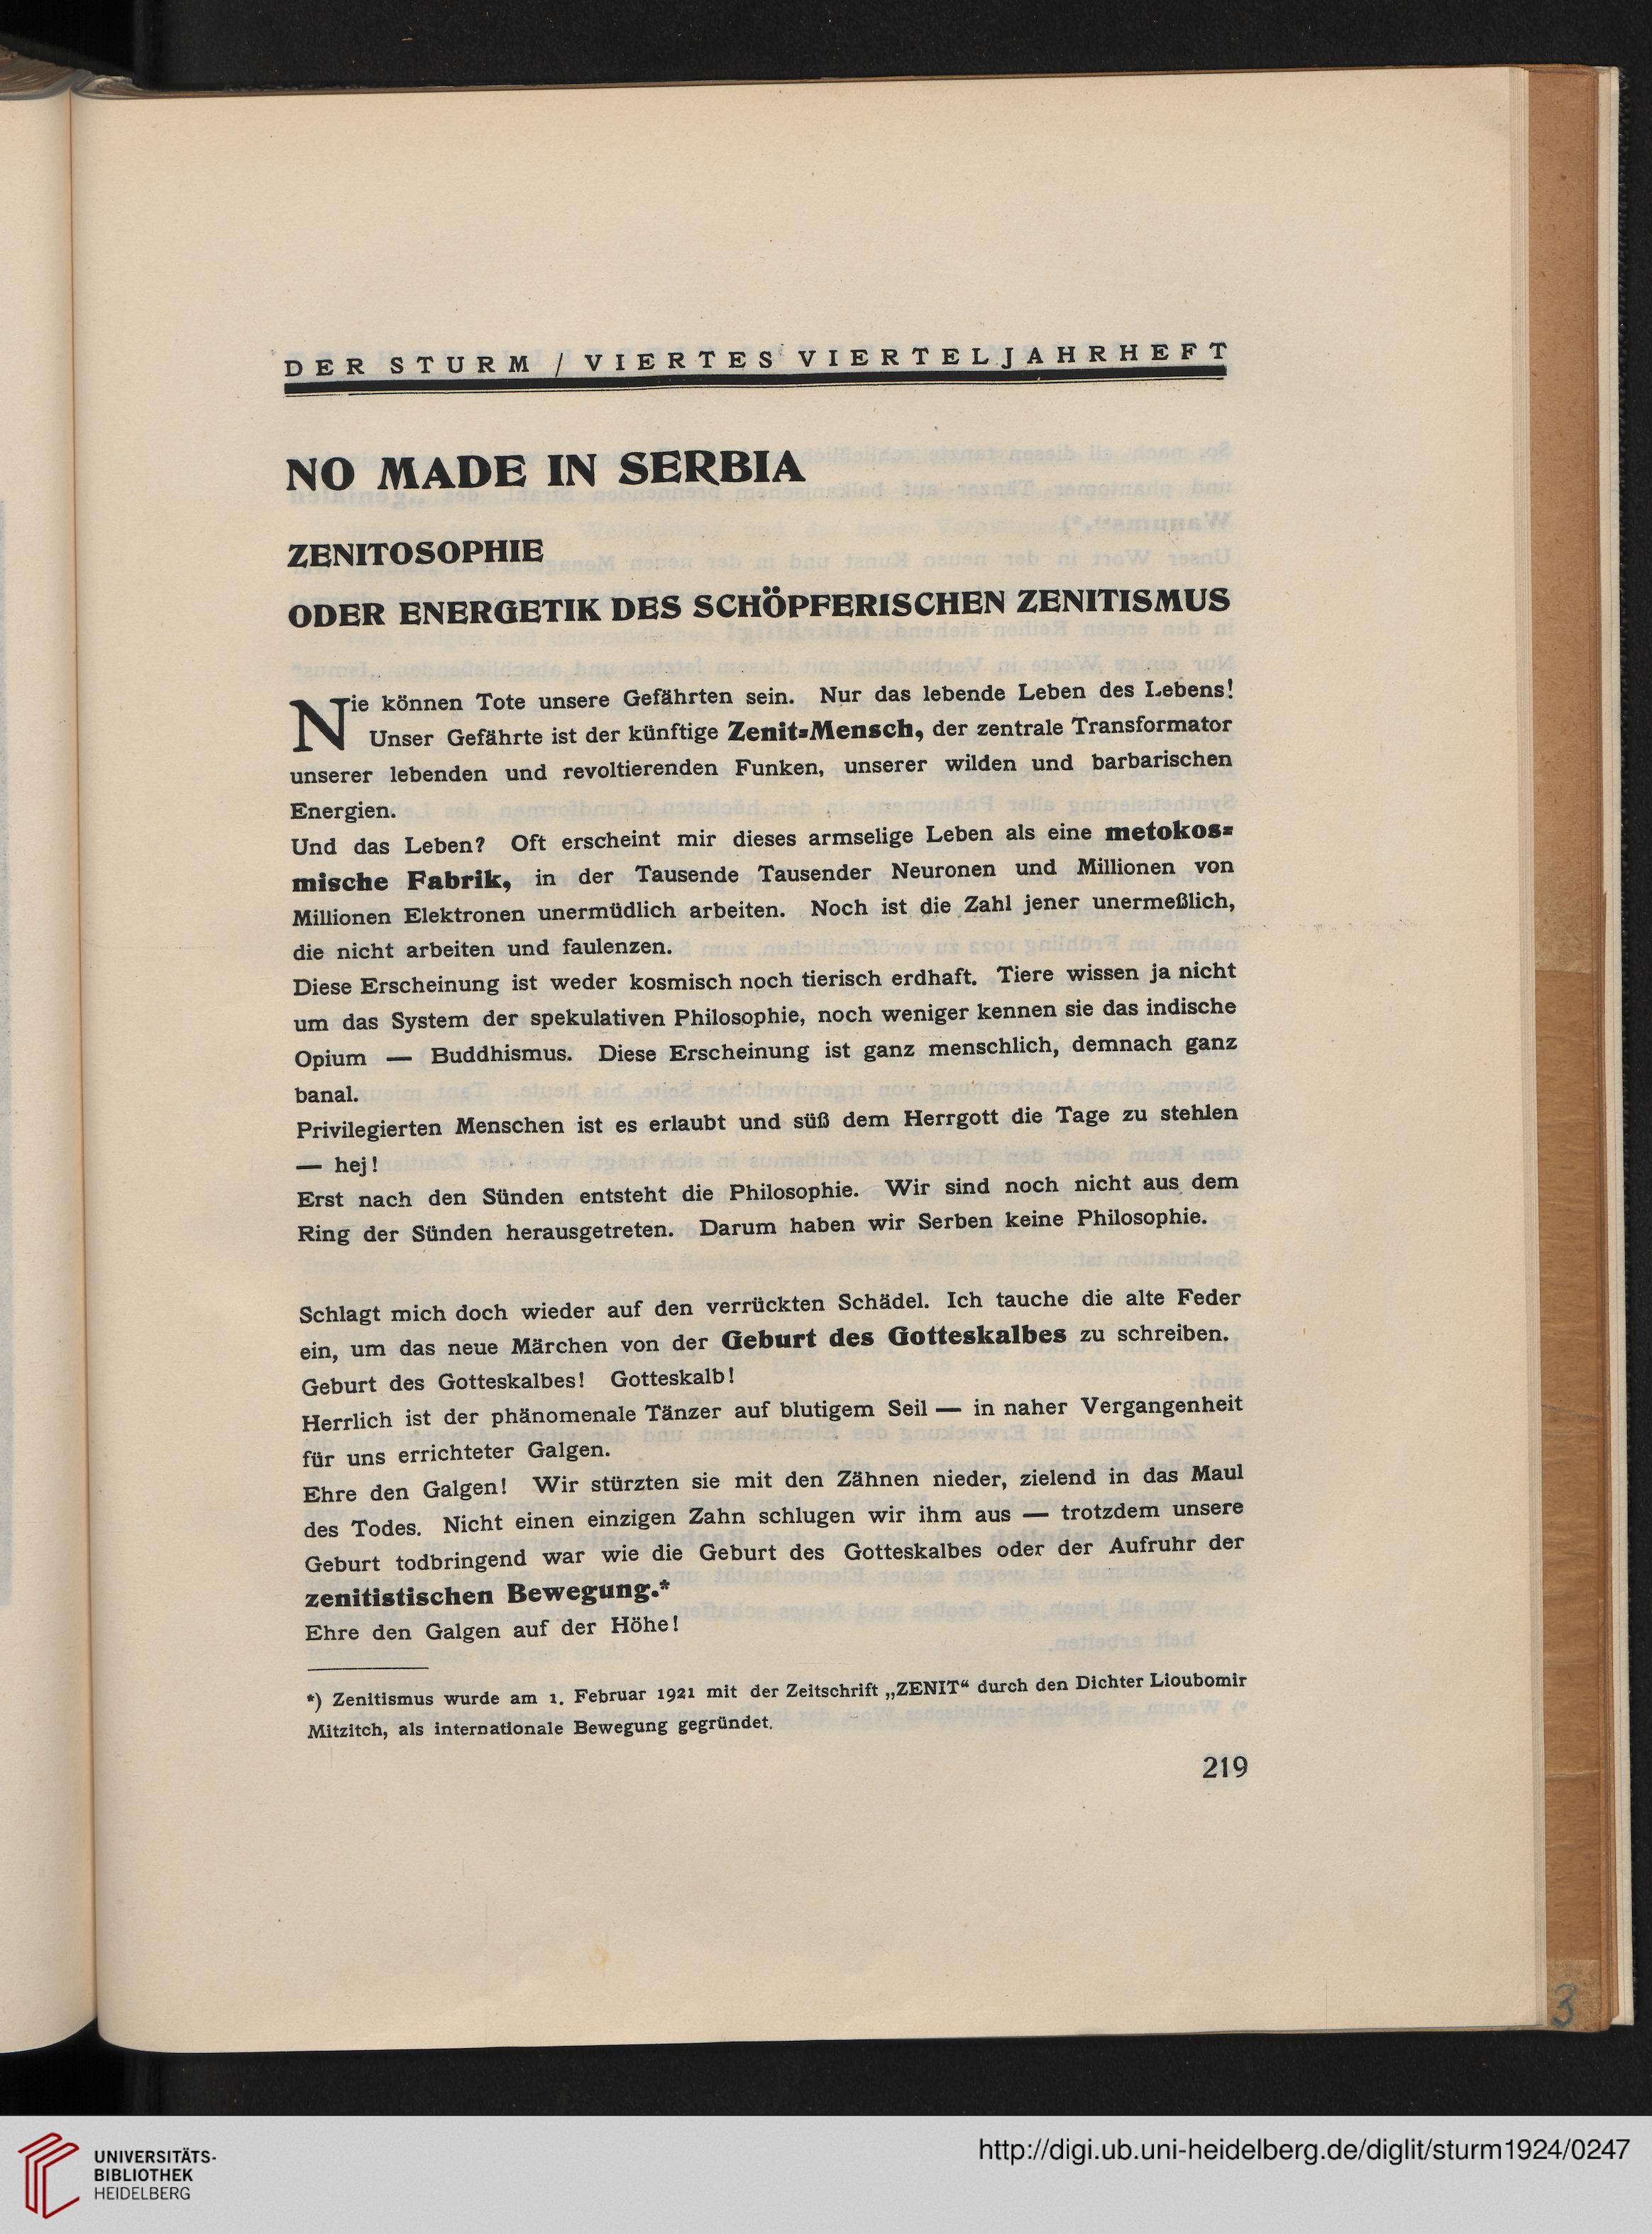 DER STURM / VIERTES VIERTELJAHRHEFT
NO MADE IN SERBIA
ZENITOSOPHIE
ODER ENERGETIK DES SCHÖPFERISCHEN ZENITISMUS
Nie können Tote unsere Gefährten sein. Nur das lebende Leben des Lebens!
Unser Gefährte ist der künftige Zenit=Mensch, der zentrale Transformator
unserer lebenden und revoltierenden Funken, unserer wilden und barbarischen
Energien.
Und das Leben? Oft erscheint mir dieses armselige Leben als eine metokos=
mische Fabrik, in der Tausende Tausender Neuronen und Millionen von
Millionen Elektronen unermüdlich arbeiten. Noch ist die Zahl jener unermeßlich,
die nicht arbeiten und faulenzen.
Diese Erscheinung ist weder kosmisch noch tierisch erdhaft. Tiere wissen ja nicht
um das System der spekulativen Philosophie, noch weniger kennen sie das indische
Opium — Buddhismus. Diese Erscheinung ist ganz menschlich, demnach ganz
banal.
Privilegierten Menschen ist es erlaubt und süß dem Herrgott die Tage zu stehlen
— hej!
Erst nach den Sünden entsteht die Philosophie. Wir sind noch nicht aus dem
Ring der Sünden herausgetreten. Darum haben wir Serben keine Philosophie.
Schlagt mich doch wieder auf den verrückten Schädel. Ich tauche die alte Feder
ein, um das neue Märchen von der Geburt des Gotteskalbes zu schreiben.
Geburt des Gotteskalbes! Gotteskalb!
Herrlich ist der phänomenale Tänzer auf blutigem Seil — in naher Vergangenheit
für uns errichteter Galgen.
Ehre den Galgen! Wir stürzten sie mit den Zähnen nieder, zielend in das Maul
des Todes. Nicht einen einzigen Zahn schlugen wir ihm aus — trotzdem unsere
Geburt todbringend war wie die Geburt des Gotteskalbes oder der Aufruhr der
zenitistischen Bewegung.*
Ehre den Galgen auf der Höhe!
*) Zenitismus wurde am 1. Februar 1921 mit der Zeitschrift „ZENIT“ durch den Dichter Lioubomir
Mitzitch, als internationale Bewegung gegründet.
219
3
UNIVERSITÄTS-
BIBLIOTHEK
HEIDELBERG
http://digi.ub.uni-heidelberg.de/diglit/sturm1924/0247